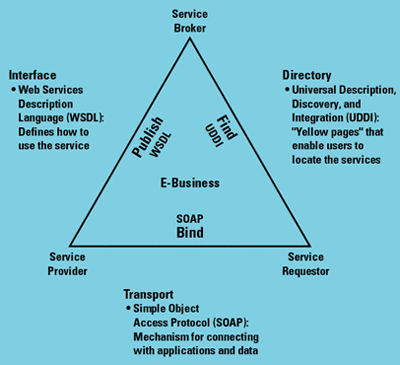 Service
Broker
Interface
• Web Services
Description
Language (WSDL):
Defines how to
use the service
Directory
• Universal Description,
Discovery, and
Integration (UDDI):
"Yellow pages" that
enable users to
locate the services
Publish
WSDL
Find
UDDI
E-Business
SOAP
Bind
Service
Provider
Service
Requestor
Transport
• Simple Object
Access Protocol (SOAP):
Mechanism for connecting
with applications and data